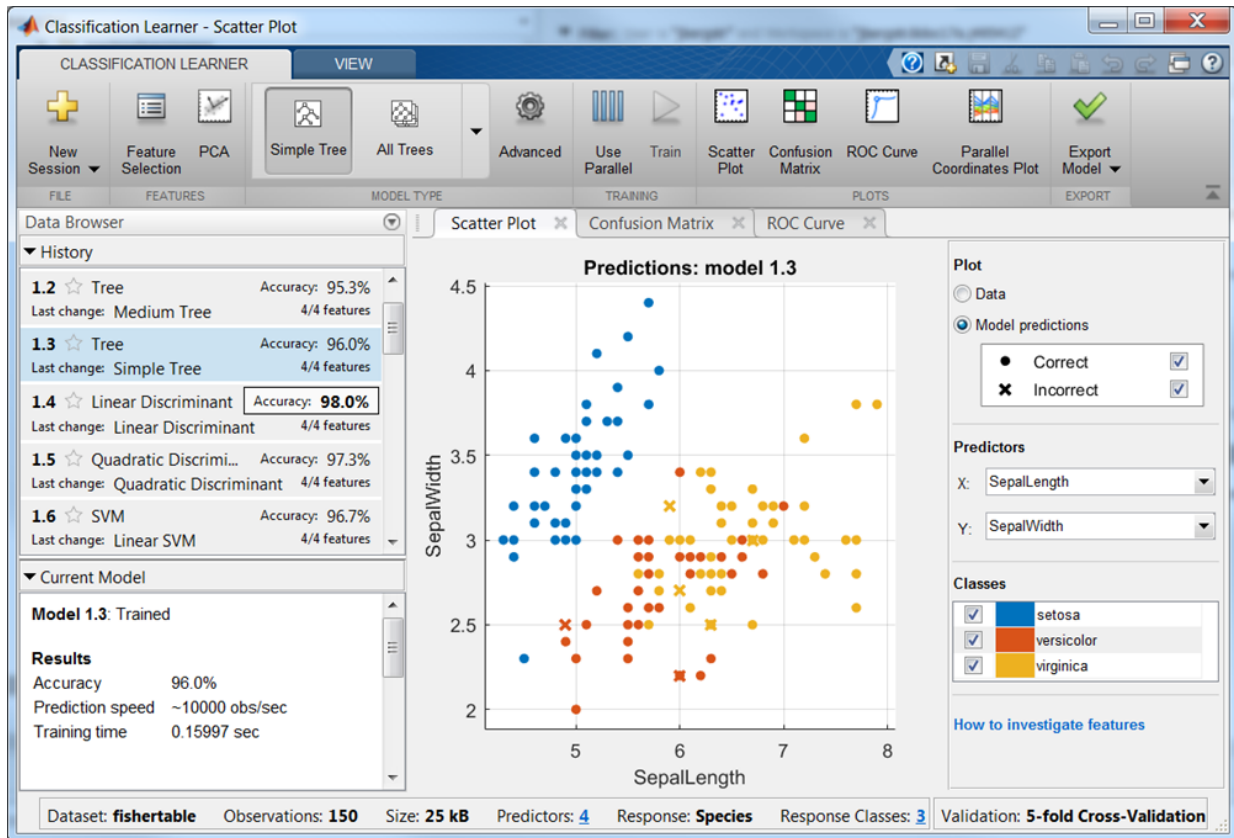 Classification Learner - Scatter Plot
CLASSIFICATION LEARNER
VIEW
New Session
Feature Selection
PCA
Simple Tree
All Trees
Advanced
Use Parallel
Train
Scatter Plot
Confusion Matrix
ROC Curve
Parallel Coordinates Plot
Export Model
FILE
FEATURES
MODEL TYPE
TRAINING
PLOTS
EXPORT
Data Browser
History
1.2 Tree Accuracy: 95.3%
Last change: Medium Tree 4/4 features
1.3 Tree Accuracy: 96.0%
Last change: Simple Tree 4/4 features
1.4 Linear Discriminant Accuracy: 98.0%
Last change: Linear Discriminant 4/4 features
1.5 Quadratic Discrimi... Accuracy: 97.3%
Last change: Quadratic Discriminant 4/4 features
1.6 SVM Accuracy: 96.7%
Last change: Linear SVM 4/4 features
Current Model
Model 1.3: Trained
Results
Accuracy 96.0%
Prediction speed ~10000 obs/sec
Training time 0.15997 sec
Scatter Plot
Confusion Matrix
ROC Curve
Predictions: model 1.3
4.5
4
3.5
3
2.5
2
SepalWidth
5 6 7 8
SepalLength
Plot
Data
Model predictions
Correct
Incorrect
Predictors
X: SepalLength
Y: SepalWidth
Classes
setosa
versicolor
virginica
How to investigate features
Dataset: fishertable Observations: 150 Size: 25 kB Predictors: 4 Response: Species Response Classes: 3 Validation: 5-fold Cross-Validation